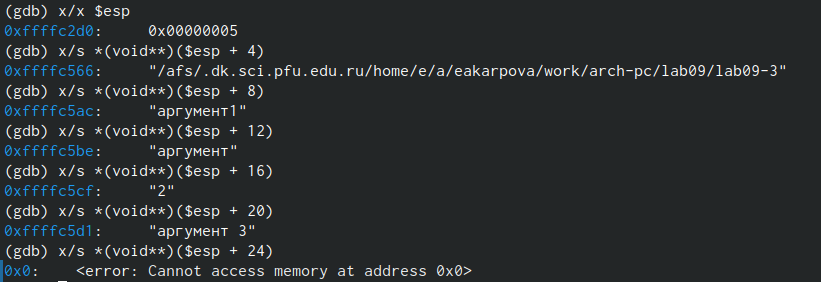 (gdb) x/x $esp
0xffffc2d0:     0x00000005
(gdb) x/s *(void**)($esp + 4)
0xffffc566:     "/afs/.dk.sci.pfu.edu.ru/home/e/a/eakarpova/work/arch-pc/lab09/lab09-3"
(gdb) x/s *(void**)($esp + 8)
0xffffc5ac:     "аргумент1"
(gdb) x/s *(void**)($esp + 12)
0xffffc5be:     "аргумент"
(gdb) x/s *(void**)($esp + 16)
0xffffc5cf:     "2"
(gdb) x/s *(void**)($esp + 20)
0xffffc5d1:     "аргумент 3"
(gdb) x/s *(void**)($esp + 24)
0x0:    <error: Cannot access memory at address 0x0>